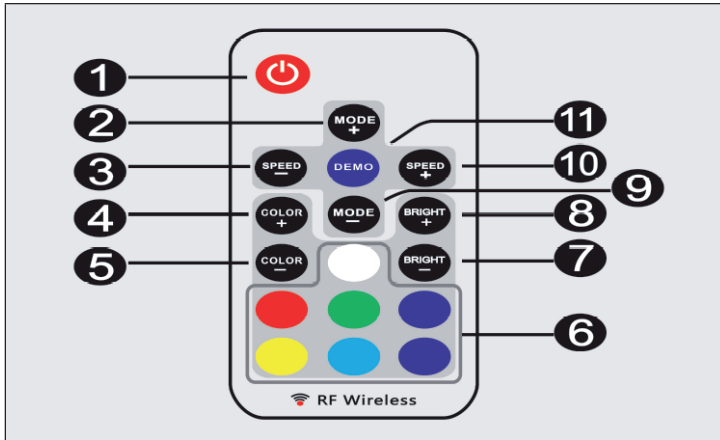 1
2 MODE + 11
3 SPEED − DEMO SPEED + 10
9
4 COLOR + MODE − BRIGHT + 8
5 COLOR − BRIGHT − 7
6
RF Wireless